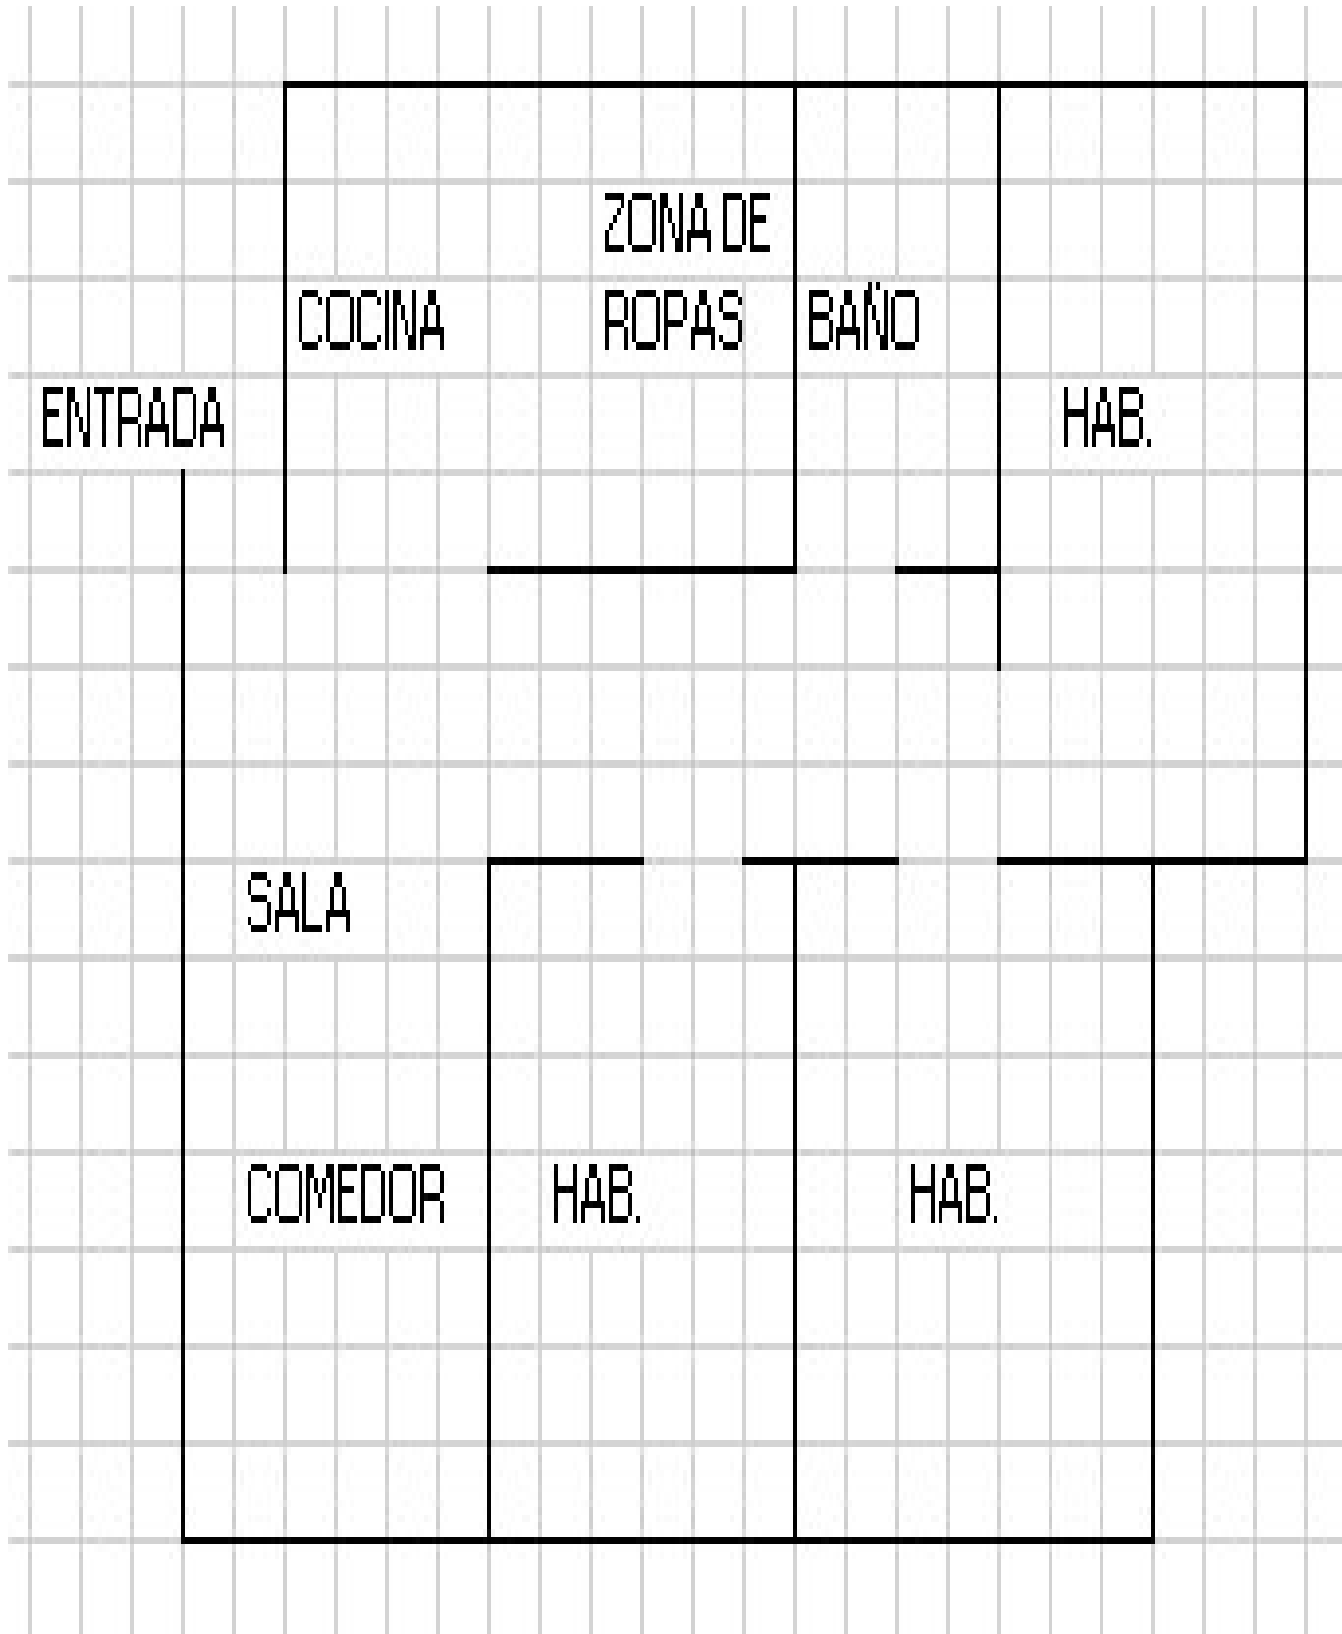 ZONA DE
ROPAS
COCINA
BAÑO
ENTRADA
HAB.
SALA
COMEDOR
HAB.
HAB.